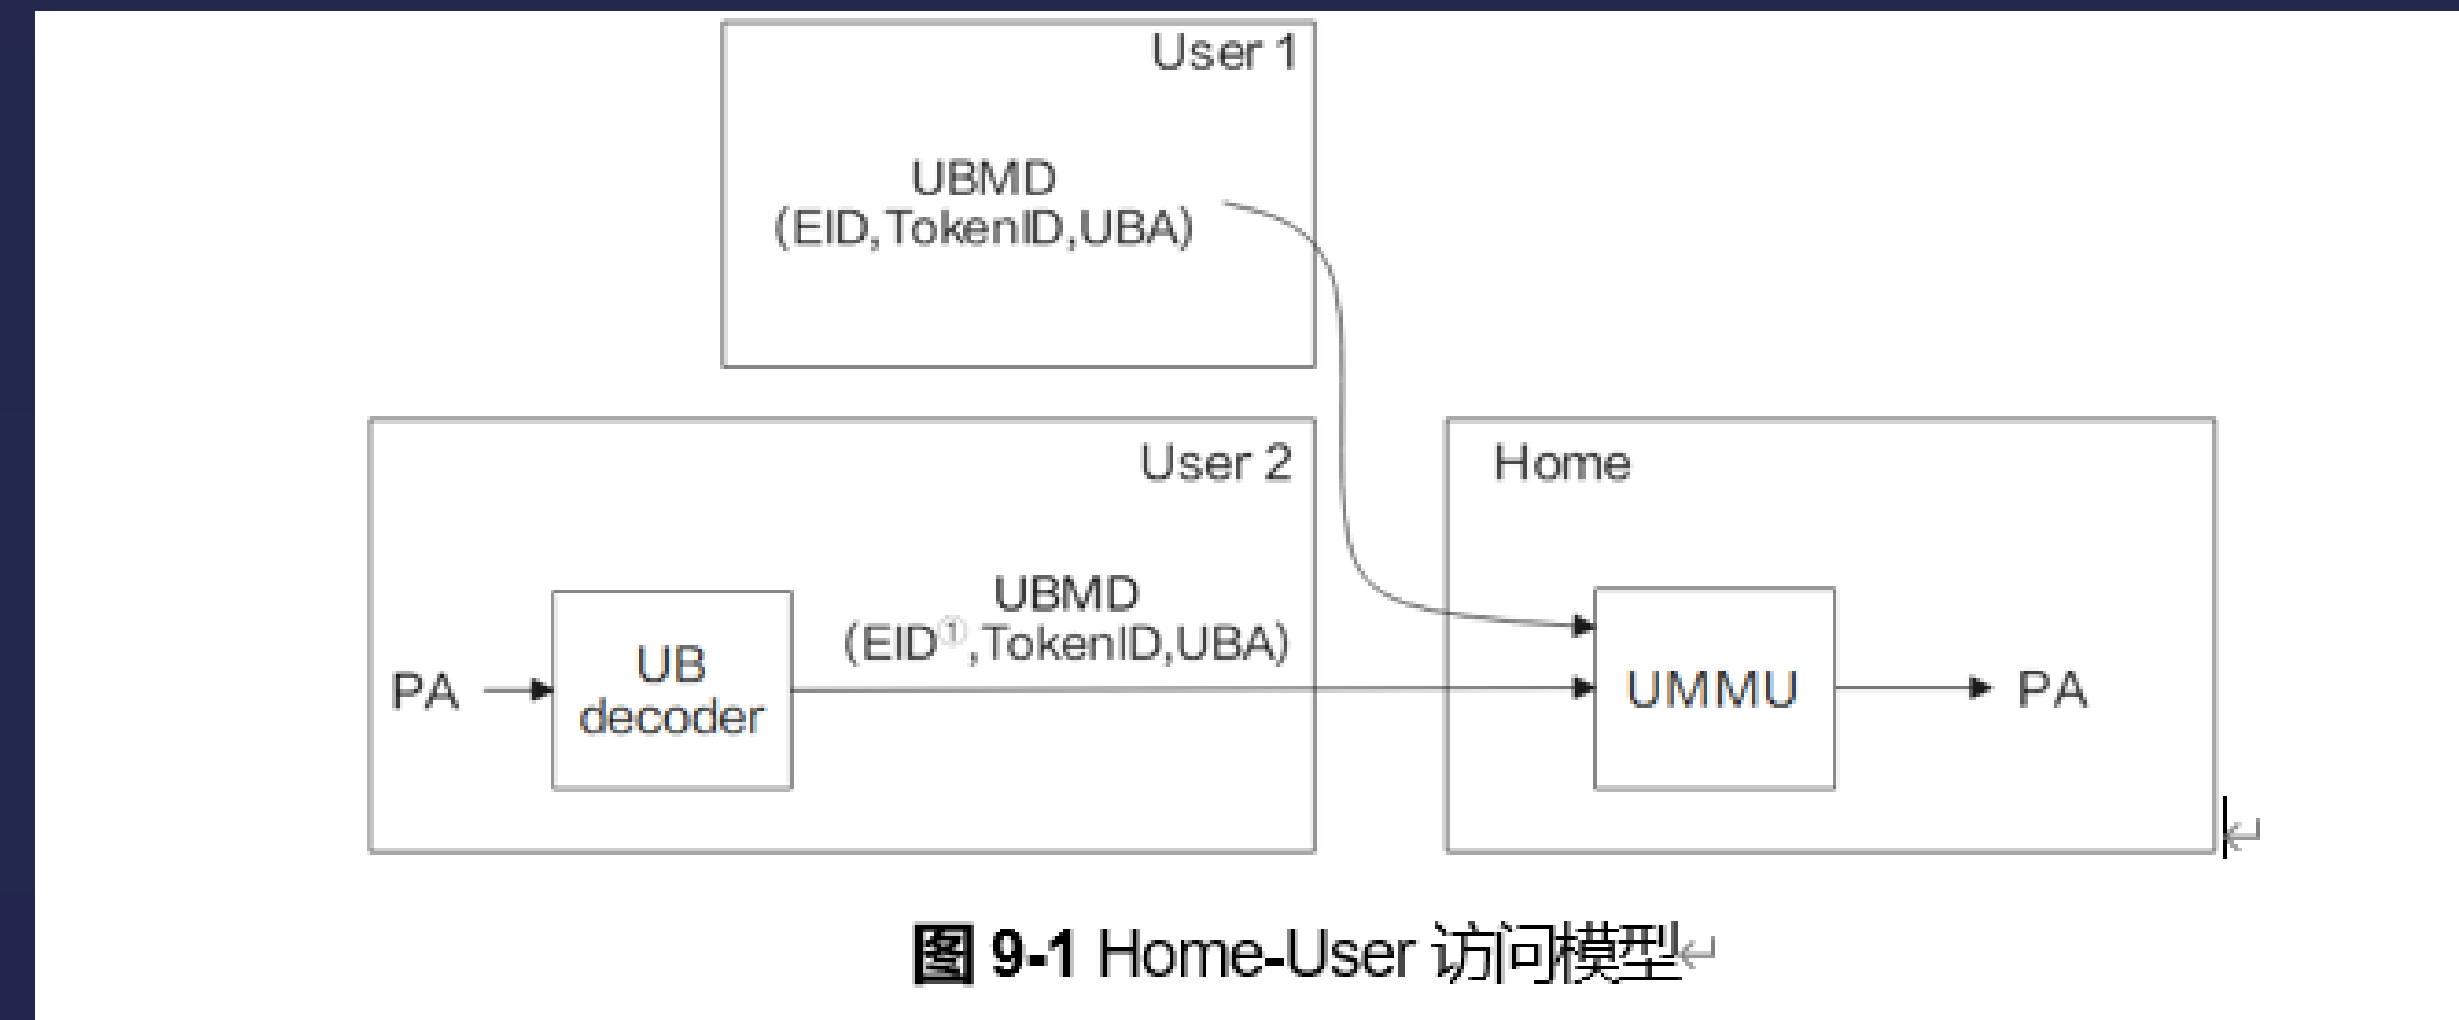 User 1
UBMD
(EID,TokenID,UBA)
User 2
Home
UBMD
(EID①,TokenID,UBA)
PA
UB
decoder
UMMU
PA
图 9-1 Home-User 访问模型